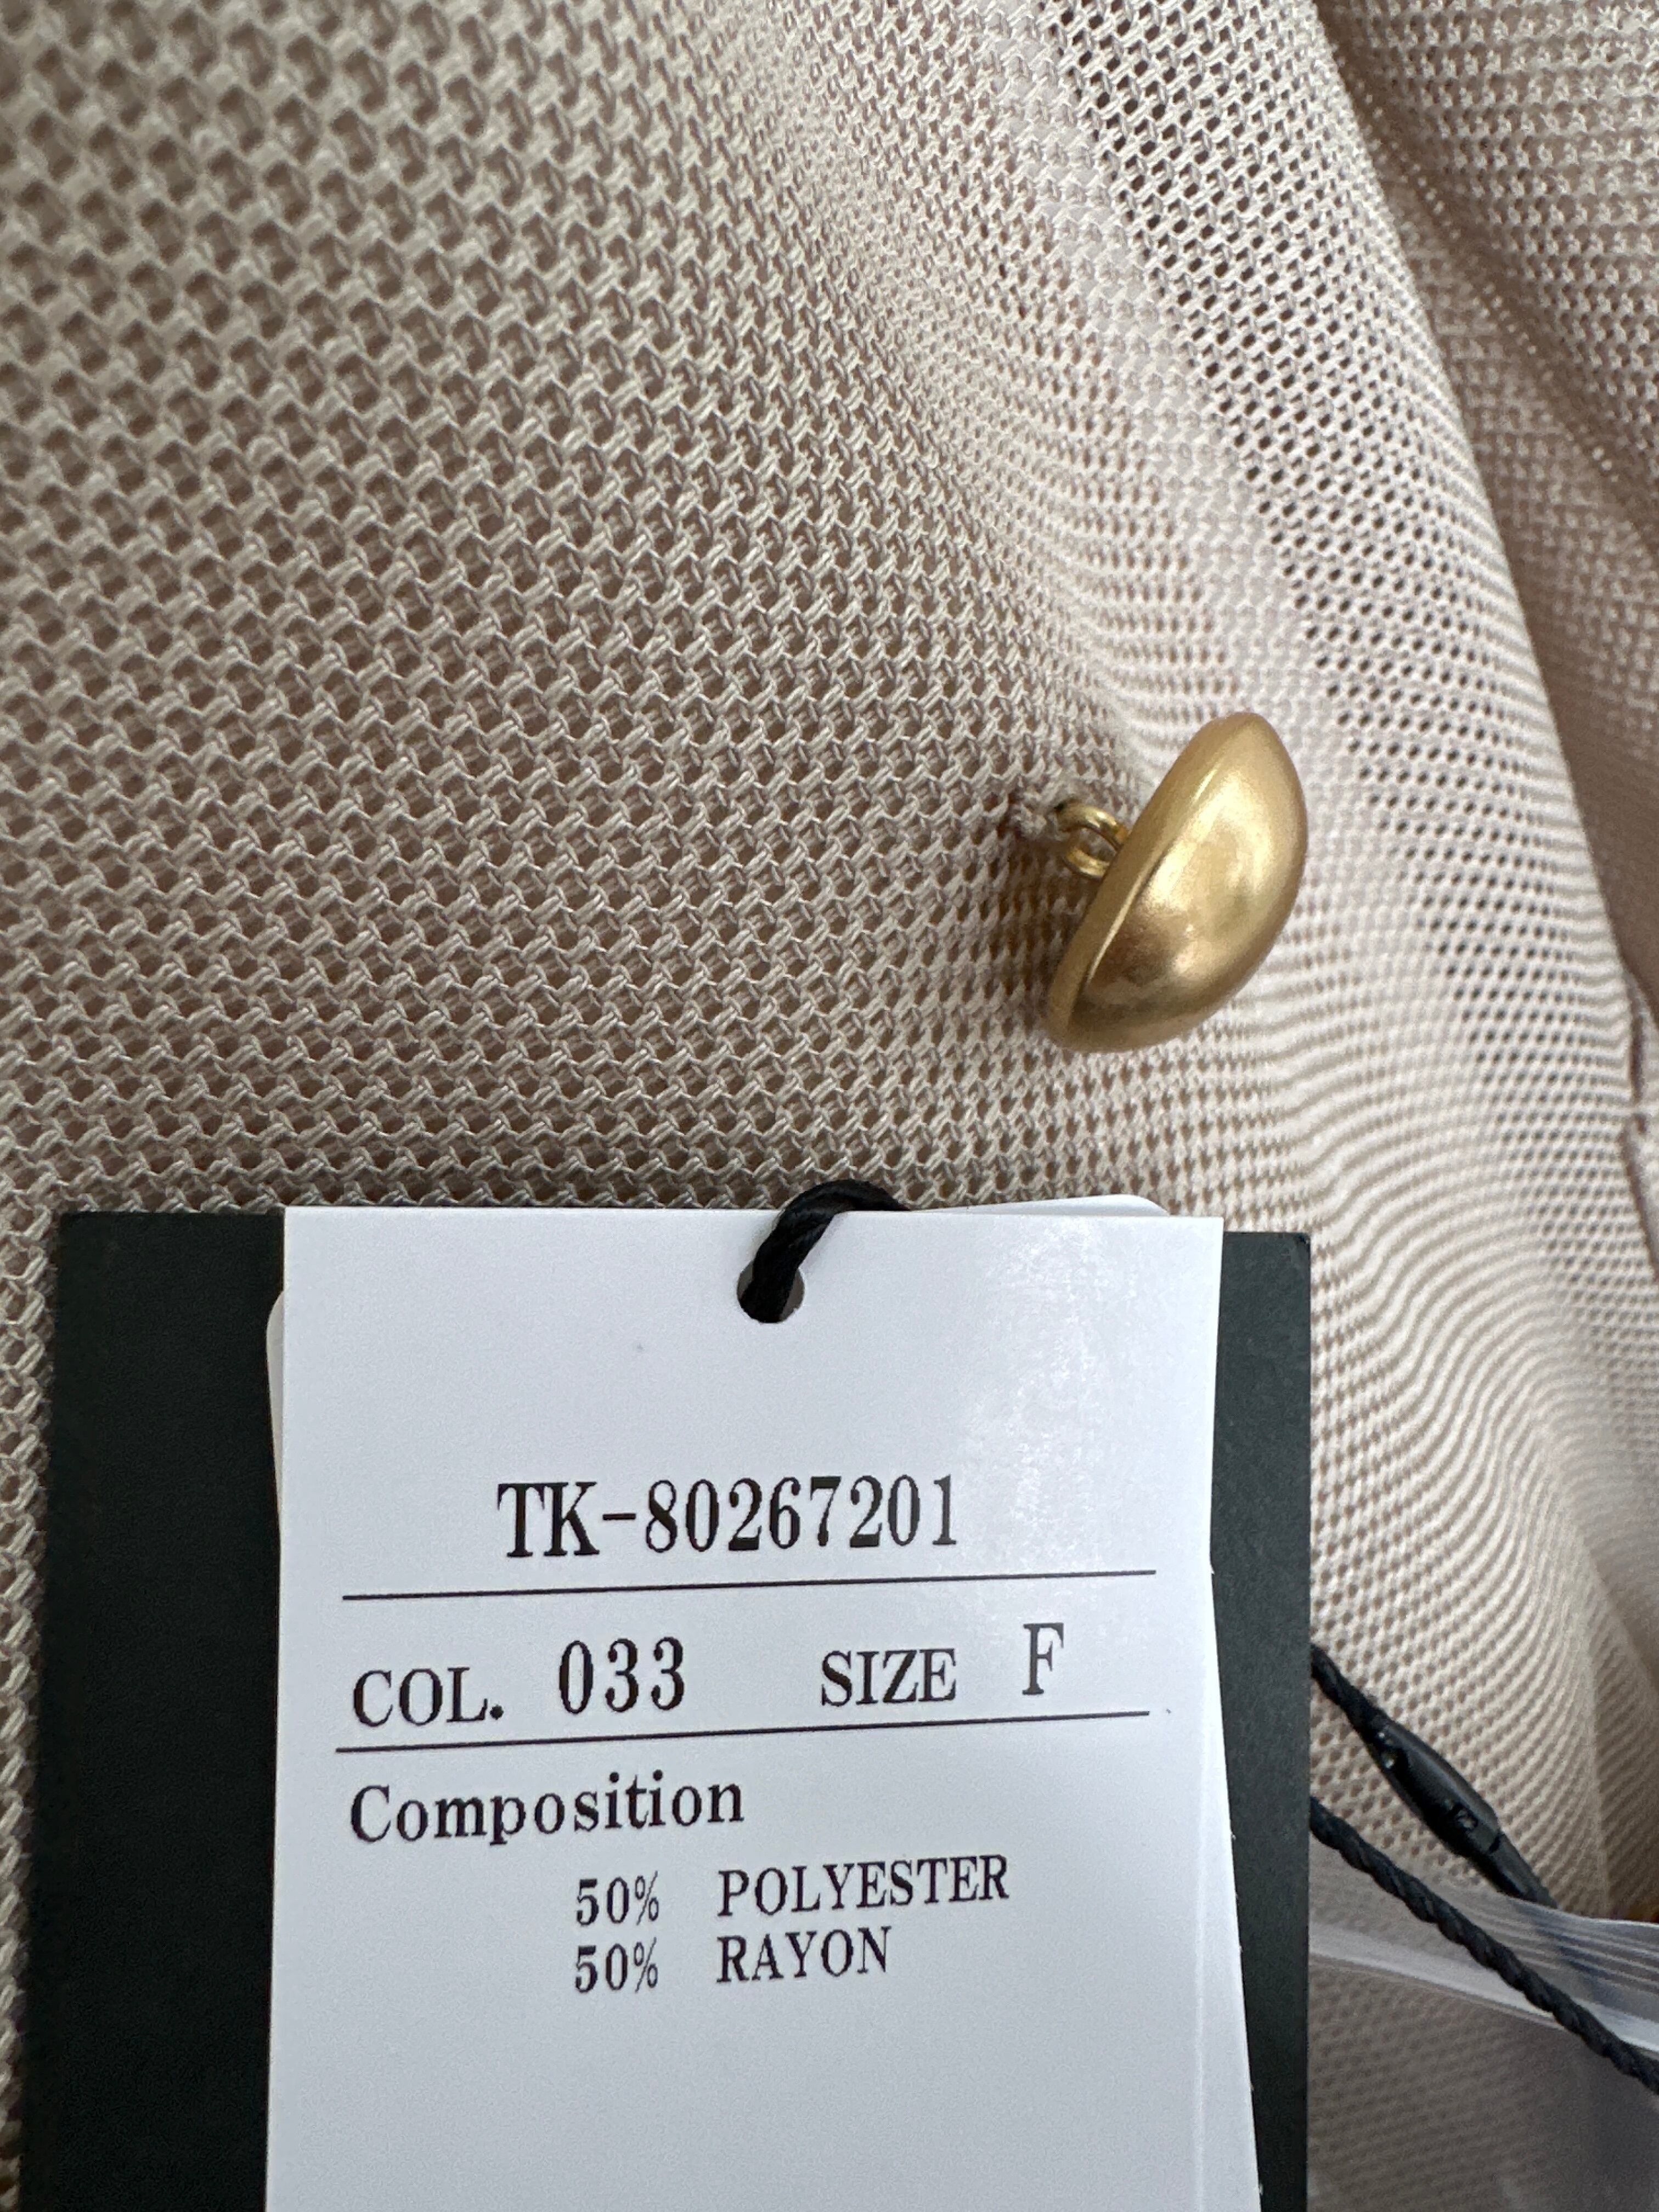 TK-80267201
COL. 033 SIZE F
Composition
50% POLYESTER
50% RAYON